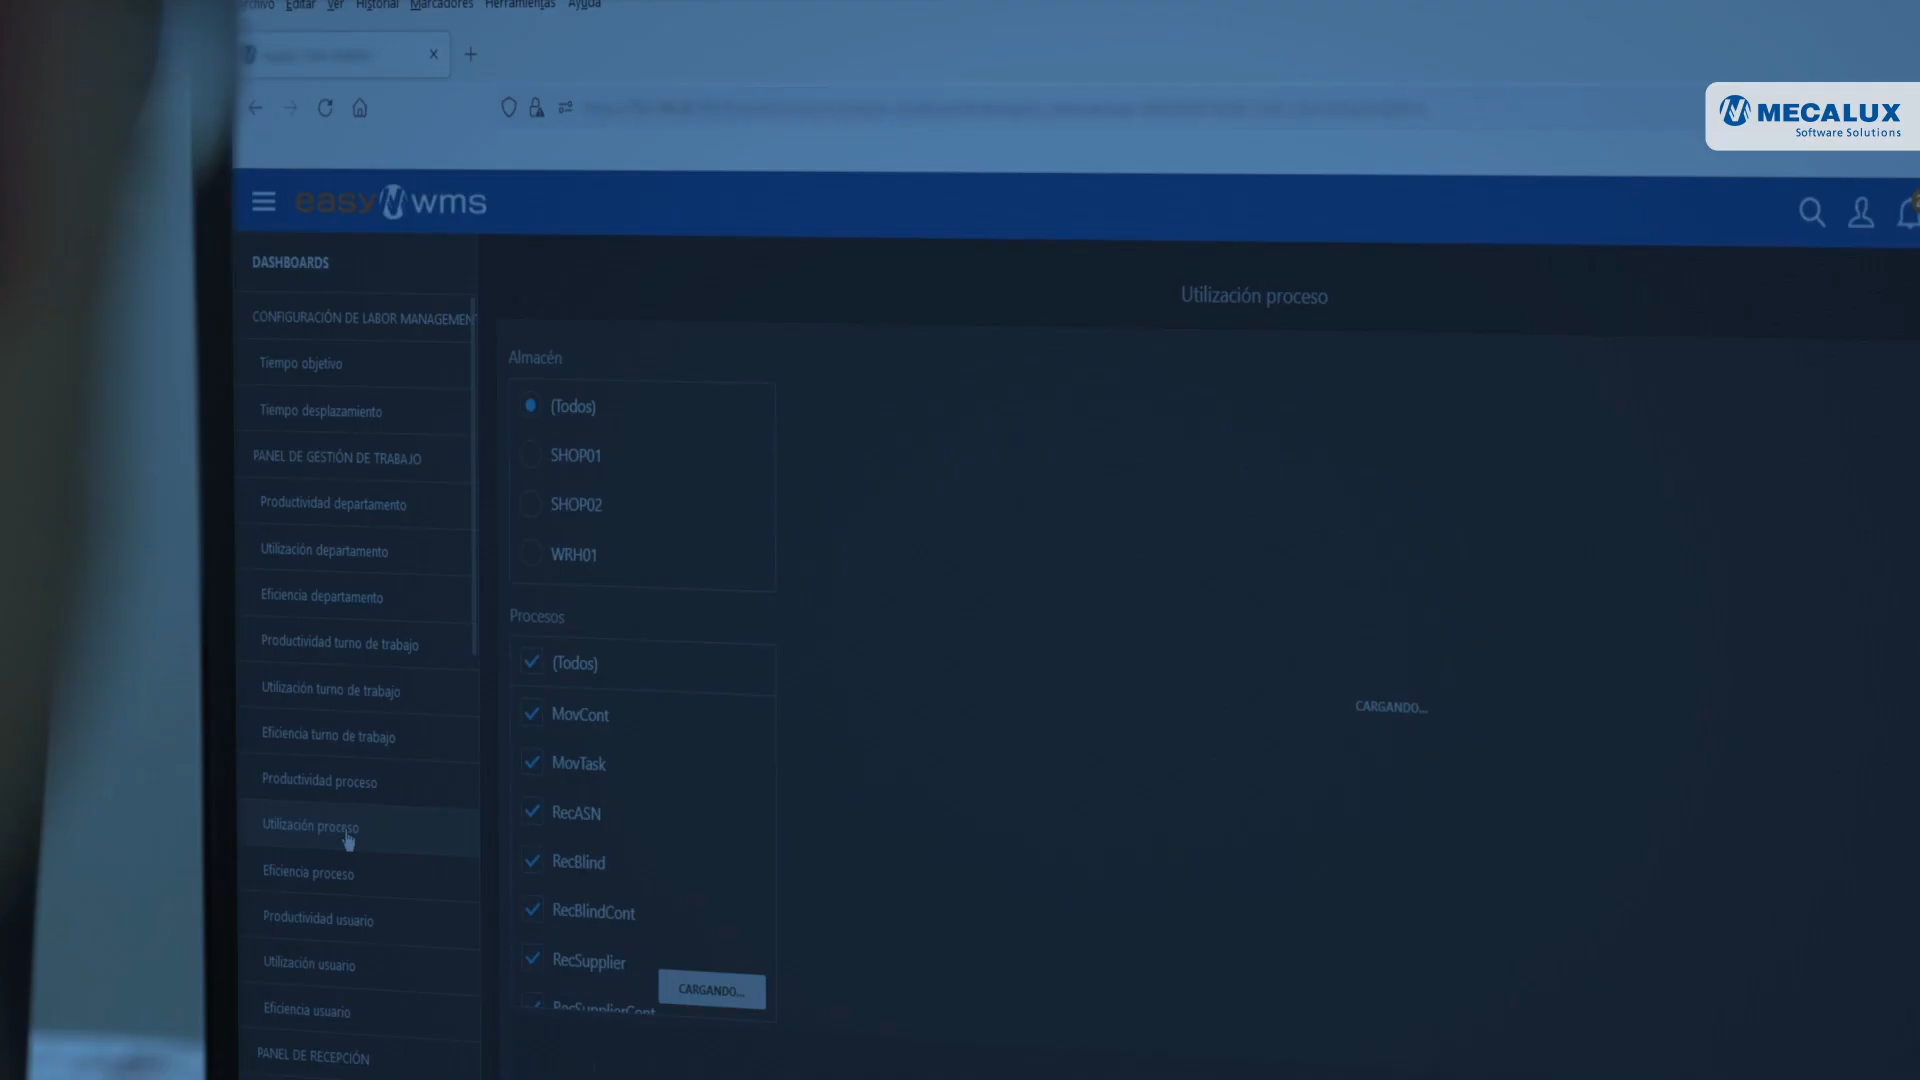 Archivo Editar Ver Historial Marcadores Herramientas Ayuda
MECALUX
Software Solutions
easy wms
DASHBOARDS
Utilización proceso
CONFIGURACIÓN DE LABOR MANAGEMENT
Tiempo objetivo
Tiempo desplazamiento
PANEL DE GESTIÓN DE TRABAJO
Productividad departamento
Utilización departamento
Eficiencia departamento
Productividad turno de trabajo
Utilización turno de trabajo
Eficiencia turno de trabajo
Productividad proceso
Utilización proceso
Eficiencia proceso
Productividad usuario
Utilización usuario
Eficiencia usuario
PANEL DE RECEPCIÓN
Almacén
(Todos)
SHOP01
SHOP02
WRH01
Procesos
(Todos)
MovCont
MovTask
RecASN
RecBlind
RecBlindCont
RecSupplier
RecSupplierCont
CARGANDO...
CARGANDO...